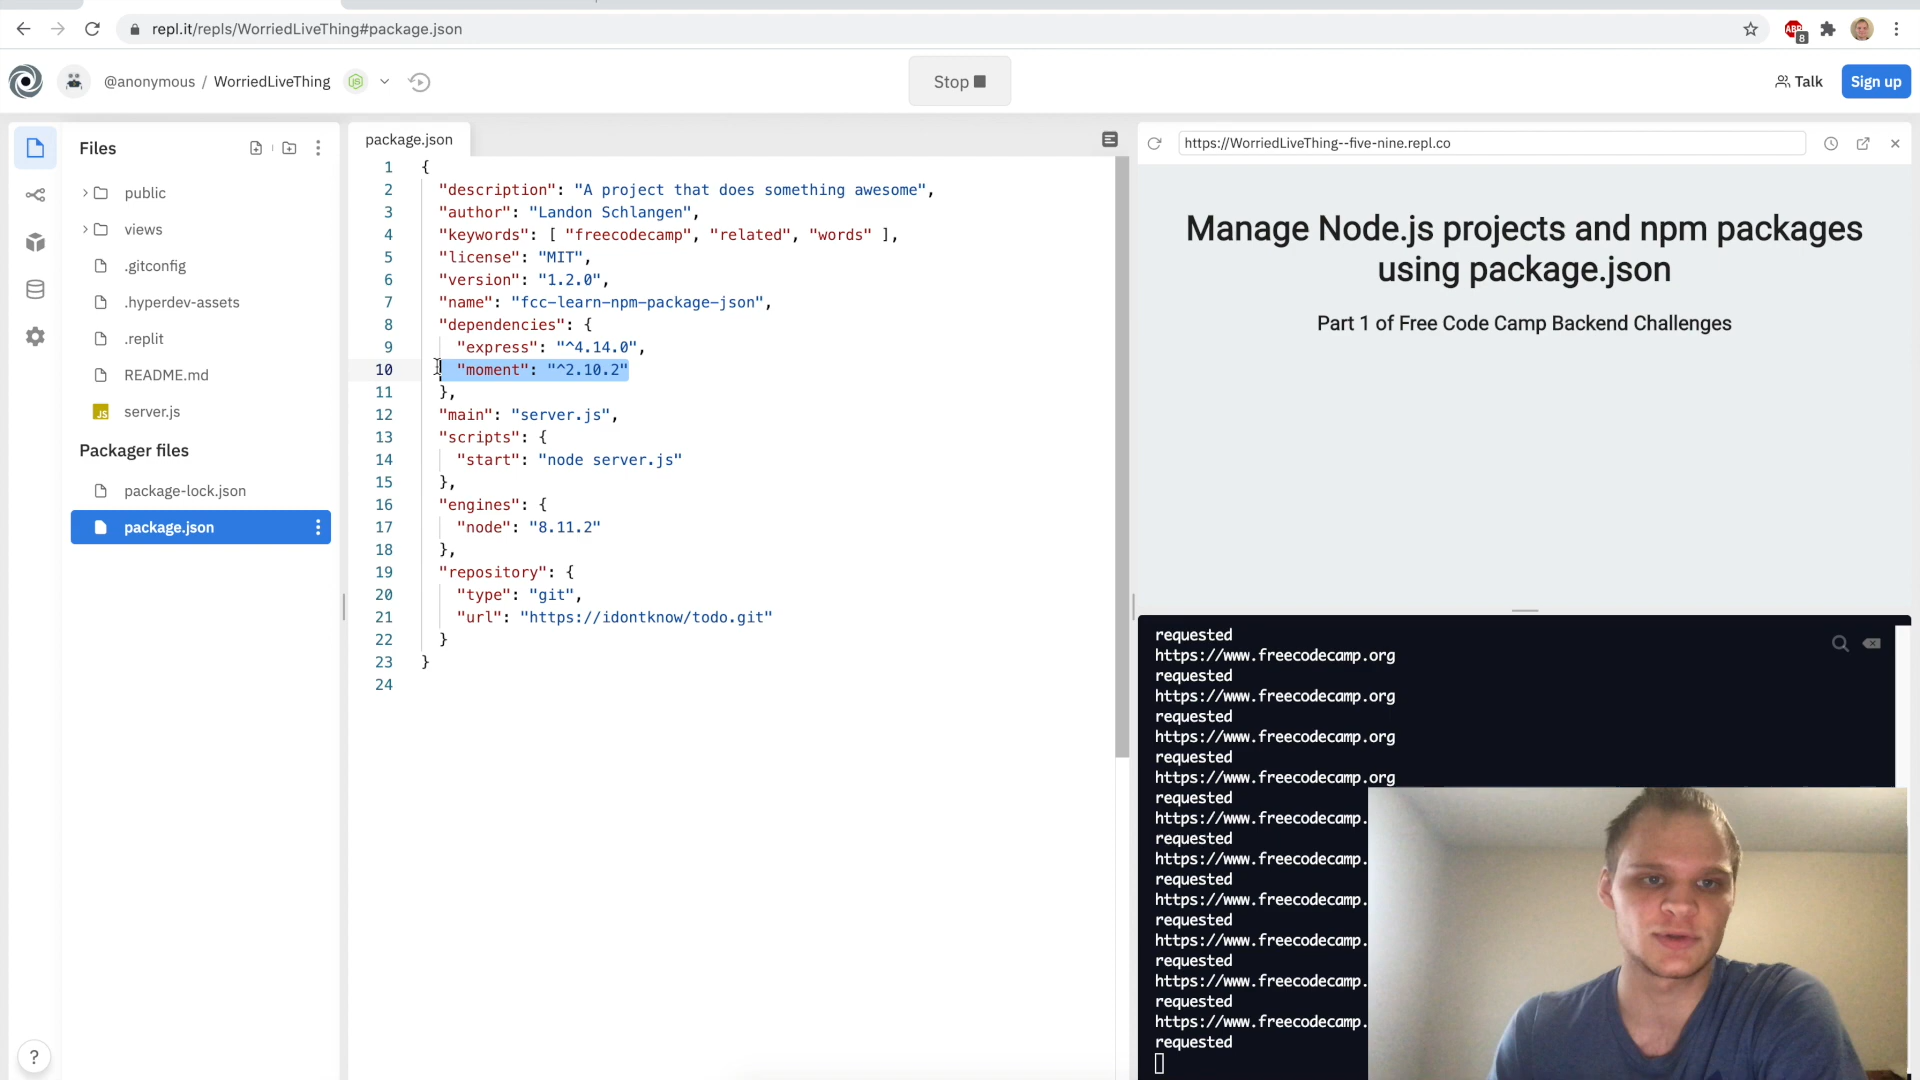 repl.it/repls/WorriedLiveThing#package.json
ABP
8
@anonymous / WorriedLiveThing
Stop
Talk
Sign up
Files
public
views
.gitconfig
.hyperdev-assets
.replit
README.md
JS server.js
Packager files
package-lock.json
package.json
package.json
1 {
2 "description": "A project that does something awesome",
3 "author": "Landon Schlangen",
4 "keywords": [ "freecodecamp", "related", "words" ],
5 "license": "MIT",
6 "version": "1.2.0",
7 "name": "fcc-learn-npm-package-json",
8 "dependencies": {
9 "express": "^4.14.0",
10 "moment": "^2.10.2"
11 },
12 "main": "server.js",
13 "scripts": {
14 "start": "node server.js"
15 },
16 "engines": {
17 "node": "8.11.2"
18 },
19 "repository": {
20 "type": "git",
21 "url": "https://idontknow/todo.git"
22 }
23 }
24
?
https://WorriedLiveThing--five-nine.repl.co
Manage Node.js projects and npm packages
using package.json
Part 1 of Free Code Camp Backend Challenges
requested
https://www.freecodecamp.org
requested
https://www.freecodecamp.org
requested
https://www.freecodecamp.org
requested
https://www.freecodecamp.org
requested
https://www.freecodecamp.
requested
https://www.freecodecamp.
requested
https://www.freecodecamp.
requested
https://www.freecodecamp.
requested
https://www.freecodecamp.
requested
https://www.freecodecamp.
requested